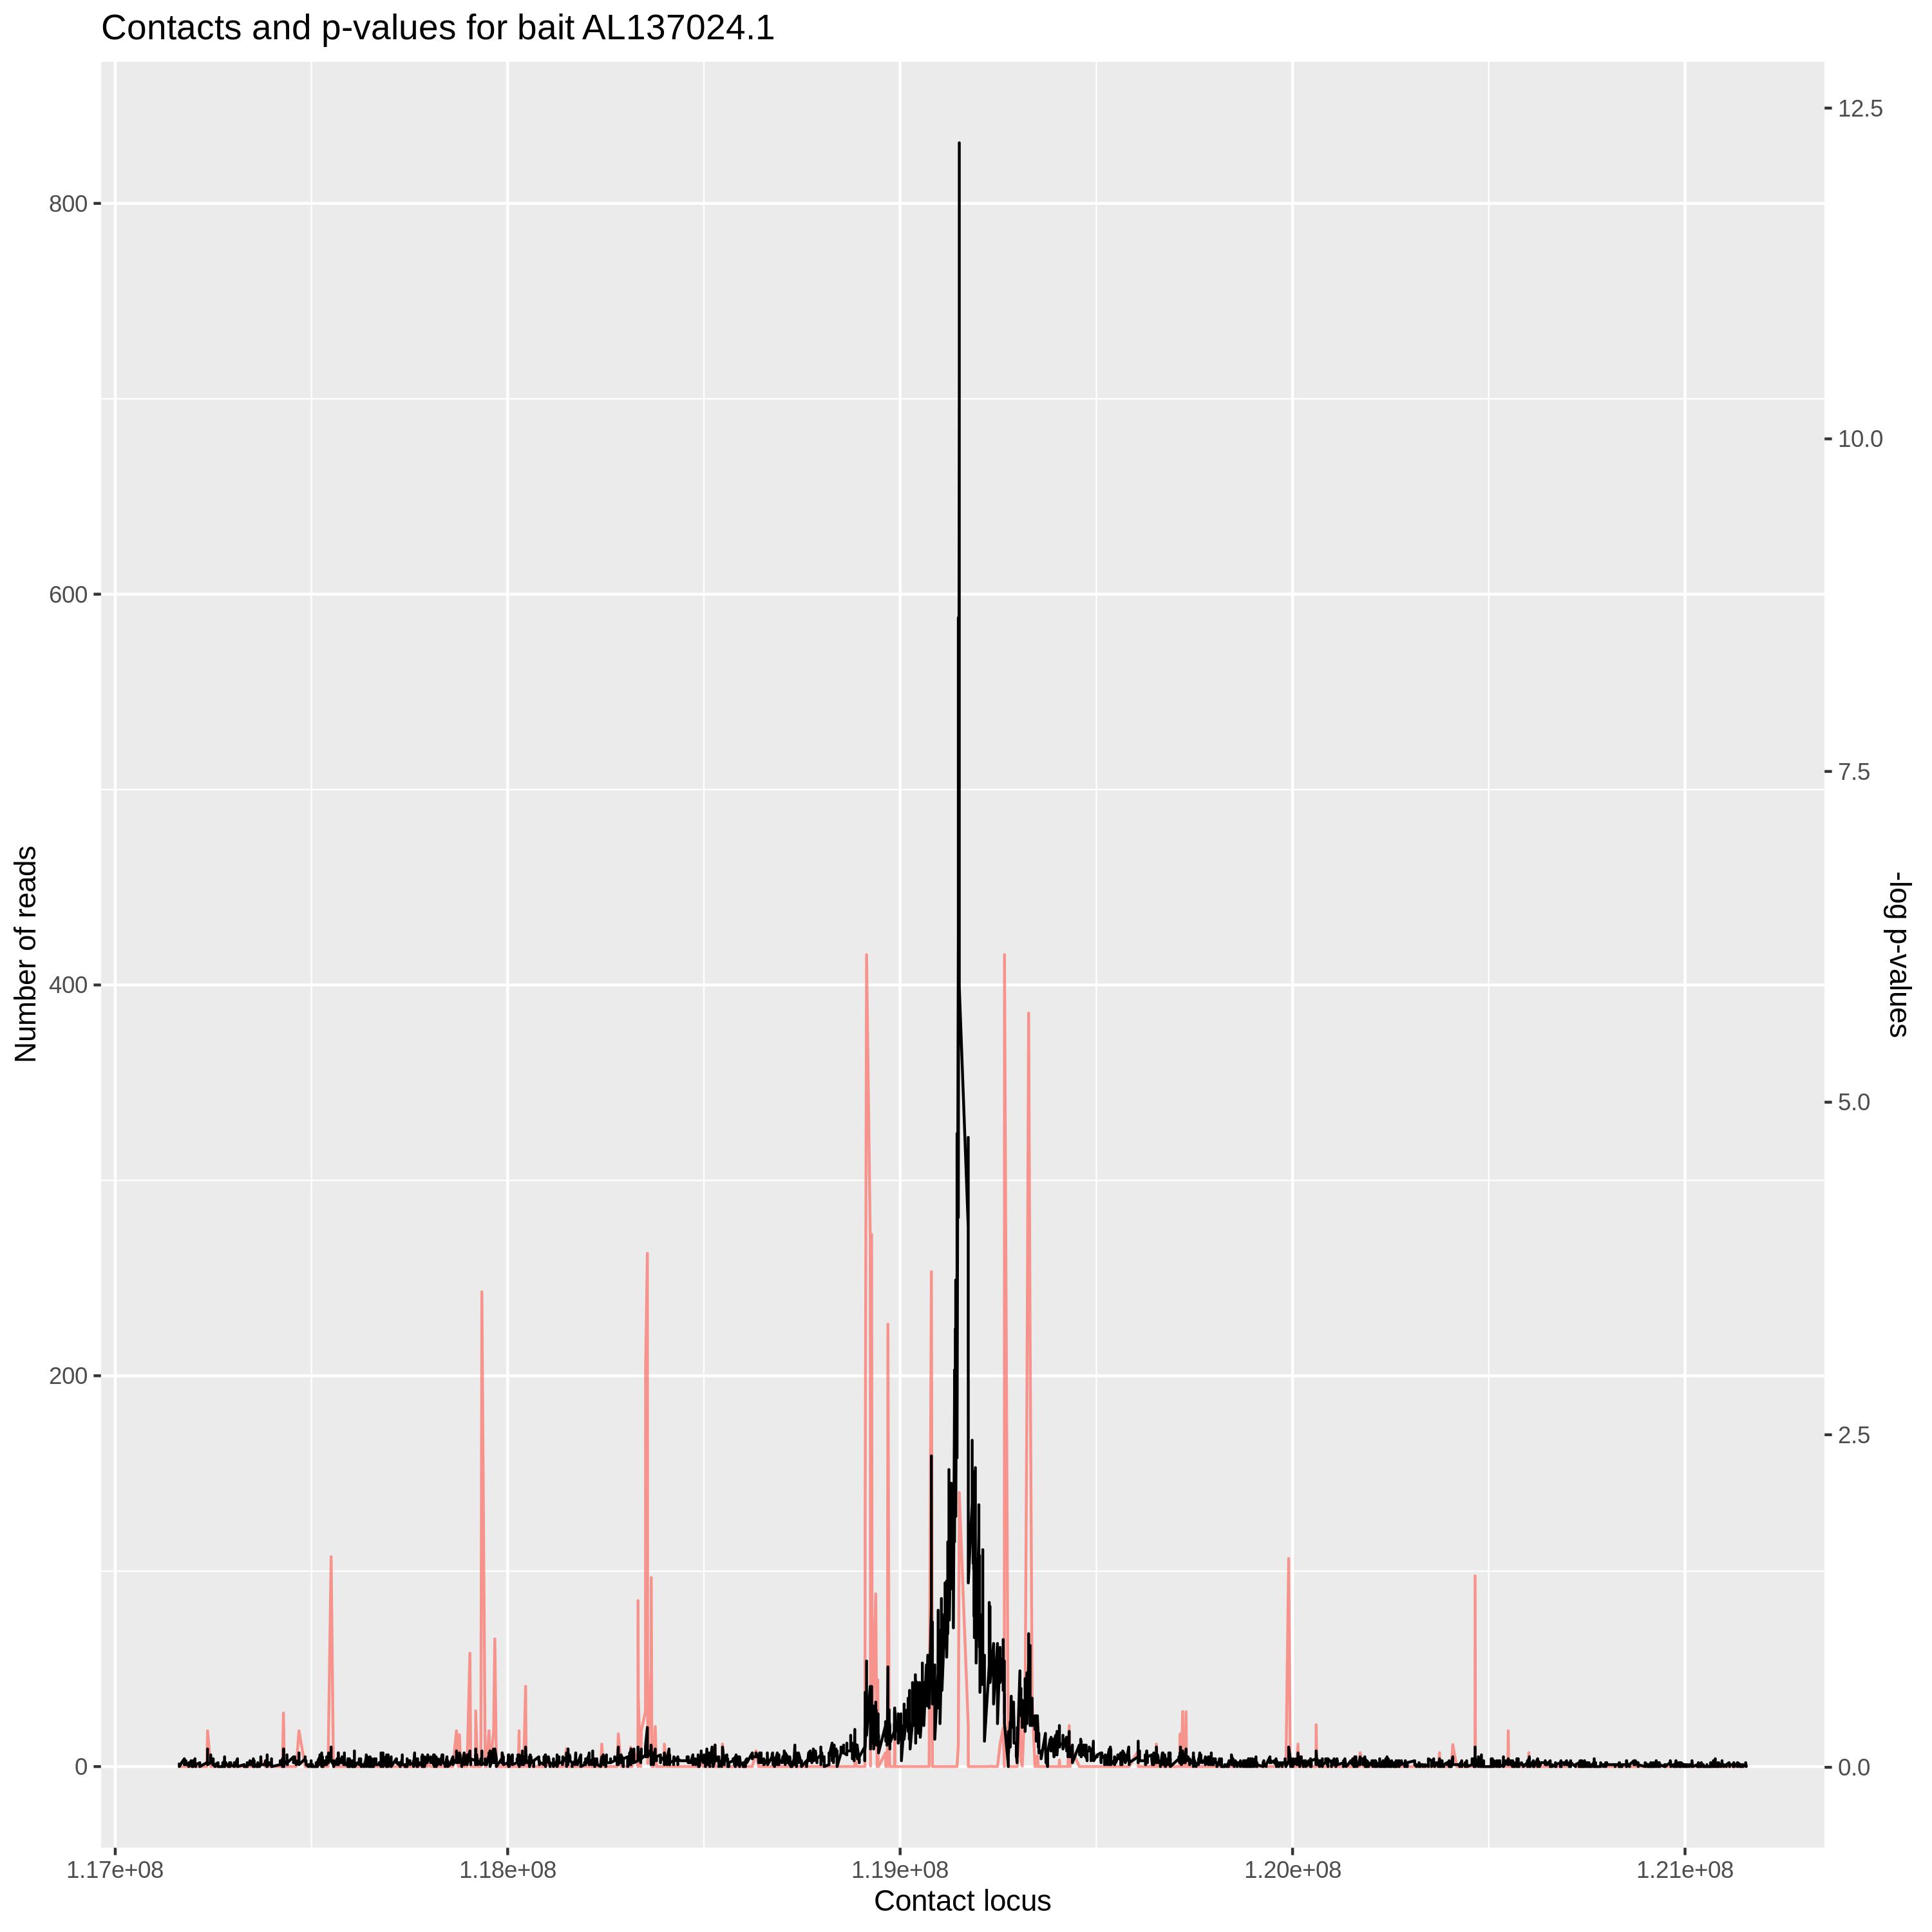 Contacts and p-values for bait AL137024.1
12.5
800
10.0
7.5
600
Number of reads
-log p-values
400
5.0
2.5
200
0
0.0
1.17e+08 1.18e+08 1.19e+08 1.20e+08 1.21e+08
Contact locus